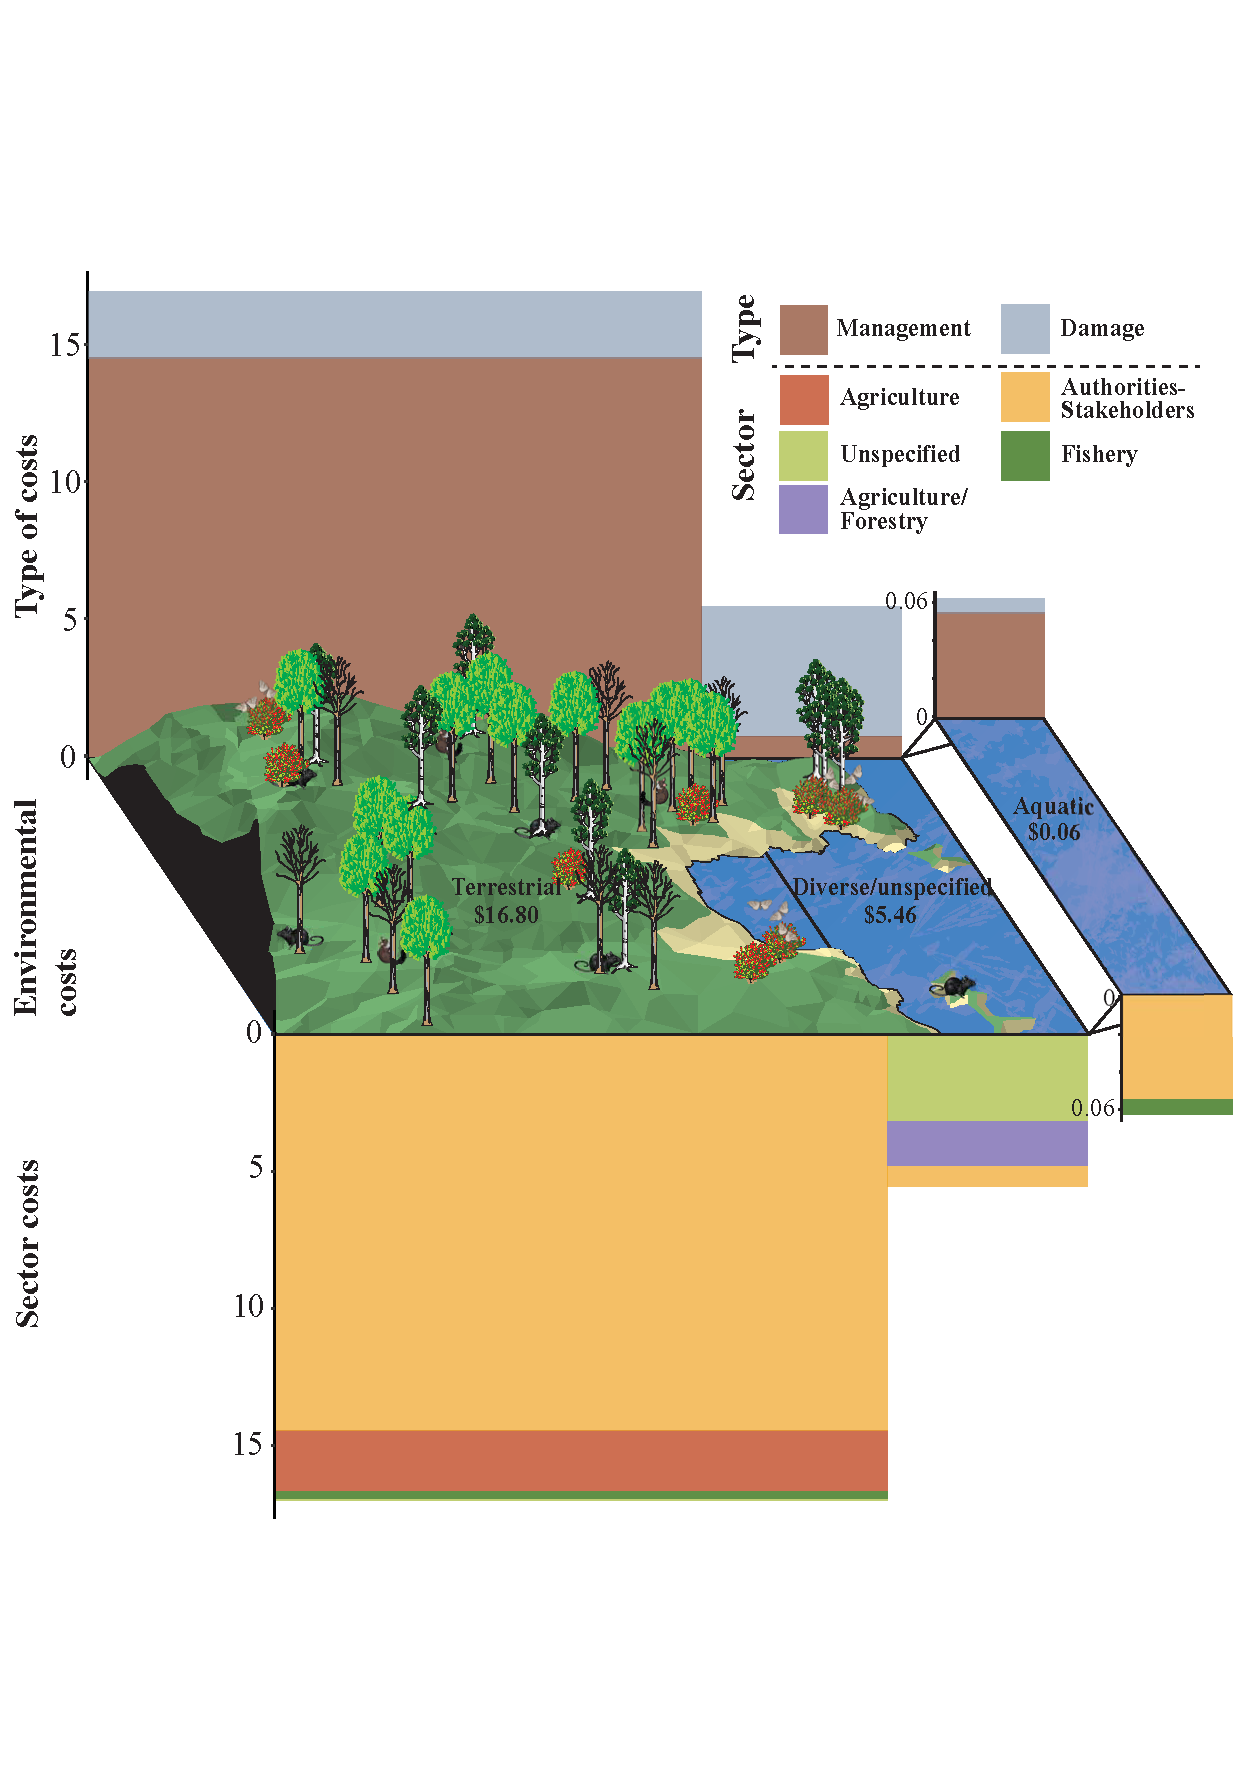 Type
Management
Damage
Sector
Agriculture
Authorities-
Stakeholders
Unspecified
Fishery
Agriculture/
Forestry
Type of costs
15
10
5
0
0.06
0
Environmental
costs
Terrestrial
$16.80
Diverse/unspecified
$5.46
Aquatic
$0.06
Sector costs
0
5
10
15
0
0.06